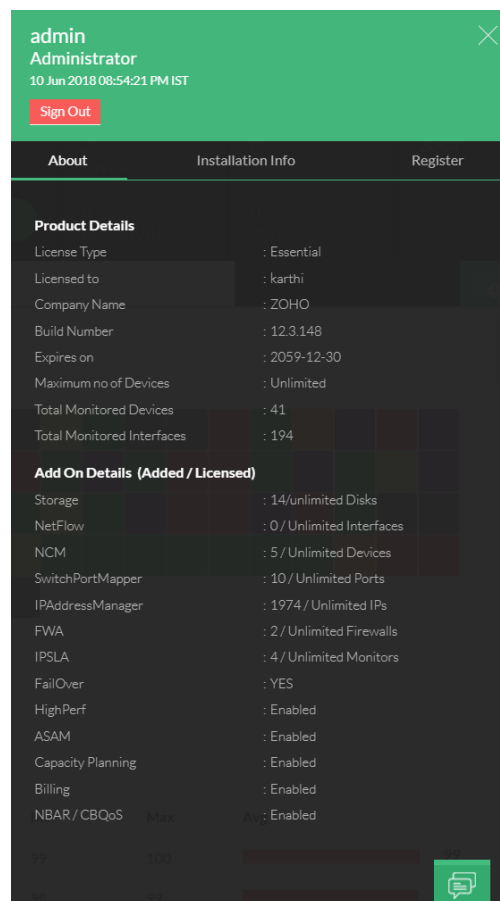 admin
Administrator
10 Jun 2018 08:54:21 PM IST
Sign Out
About Installation Info Register
Product Details
License Type : Essential
Licensed to : karthi
Company Name : ZOHO
Build Number : 12.3.148
Expires on : 2059-12-30
Maximum no of Devices : Unlimited
Total Monitored Devices : 41
Total Monitored Interfaces : 194
Add On Details (Added / Licensed)
Storage : 14/unlimited Disks
NetFlow : 0 / Unlimited Interfaces
NCM : 5 / Unlimited Devices
SwitchPortMapper : 10 / Unlimited Ports
IPAddressManager : 1974 / Unlimited IPs
FWA : 2 / Unlimited Firewalls
IPSLA : 4 / Unlimited Monitors
FailOver : YES
HighPerf : Enabled
ASAM : Enabled
Capacity Planning : Enabled
Billing : Enabled
NBAR / CBQoS : Enabled
Max
99 100 99